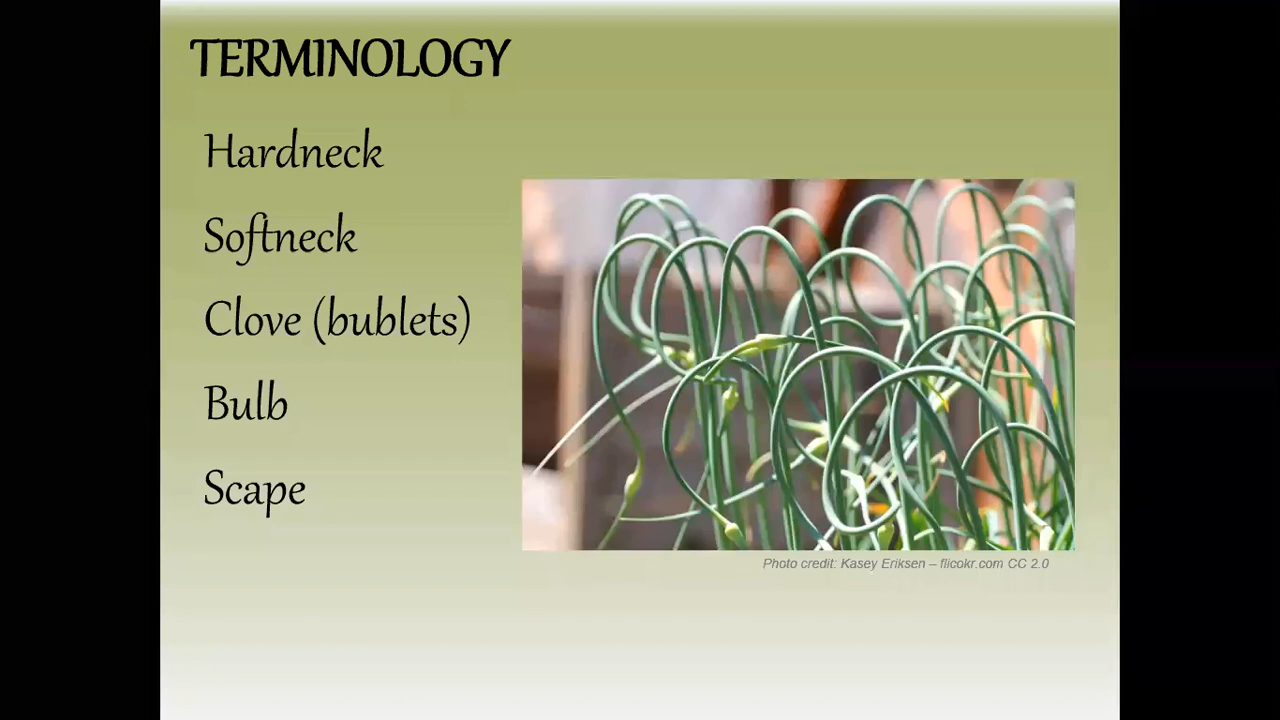 TERMINOLOGY
Hardneck
Softneck
Clove (bublets)
Bulb
Scape
Photo credit: Kasey Eriksen – flicokr.com CC 2.0